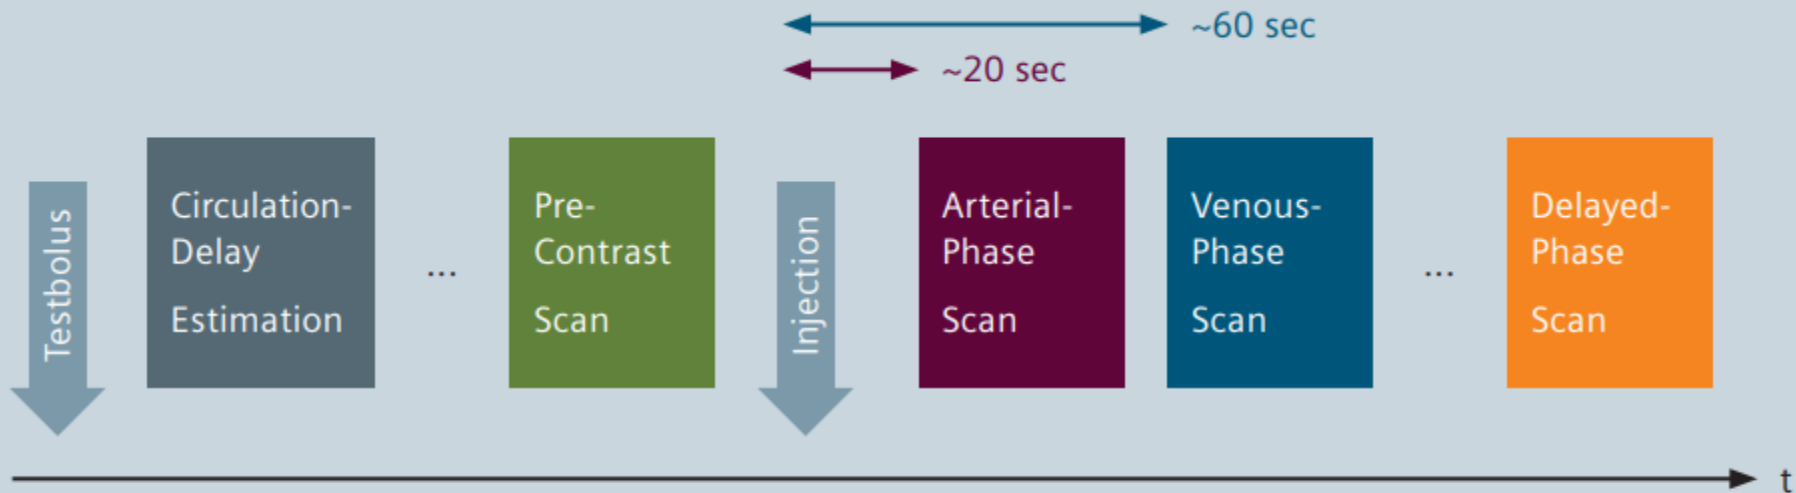 ~60 sec
~20 sec
Testbolus
Circulation-
Delay
Estimation
...
Pre-
Contrast
Scan
Injection
Arterial-
Phase
Scan
Venous-
Phase
Scan
...
Delayed-
Phase
Scan
t